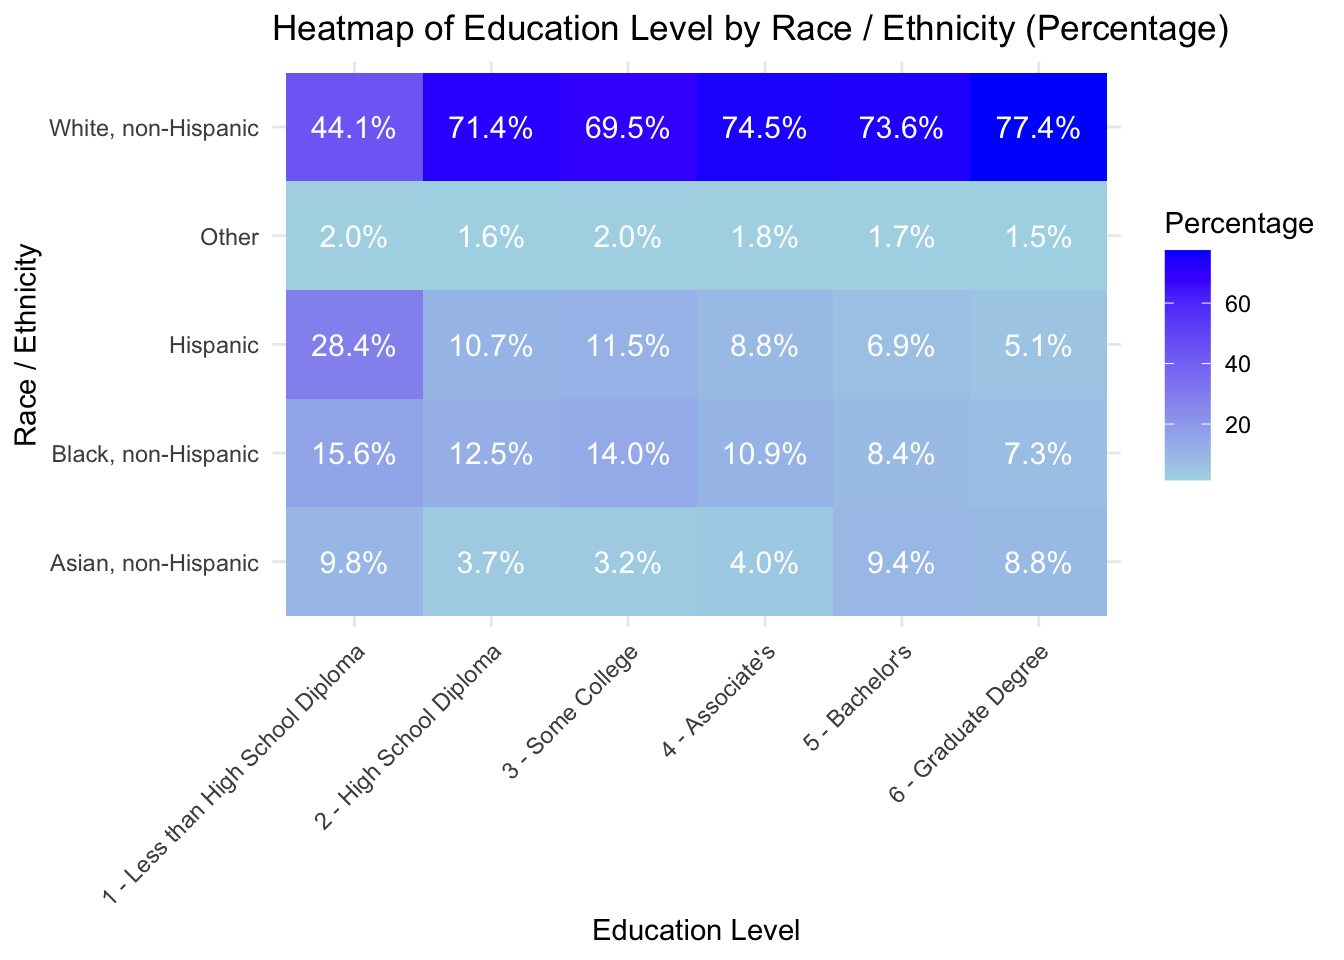 Heatmap of Education Level by Race / Ethnicity (Percentage)
Race / Ethnicity
White, non-Hispanic 44.1% 71.4% 69.5% 74.5% 73.6% 77.4%
Other 2.0% 1.6% 2.0% 1.8% 1.7% 1.5%
Hispanic 28.4% 10.7% 11.5% 8.8% 6.9% 5.1%
Black, non-Hispanic 15.6% 12.5% 14.0% 10.9% 8.4% 7.3%
Asian, non-Hispanic 9.8% 3.7% 3.2% 4.0% 9.4% 8.8%
1 - Less than High School Diploma
2 - High School Diploma
3 - Some College
4 - Associate's
5 - Bachelor's
6 - Graduate Degree
Education Level
Percentage
60
40
20